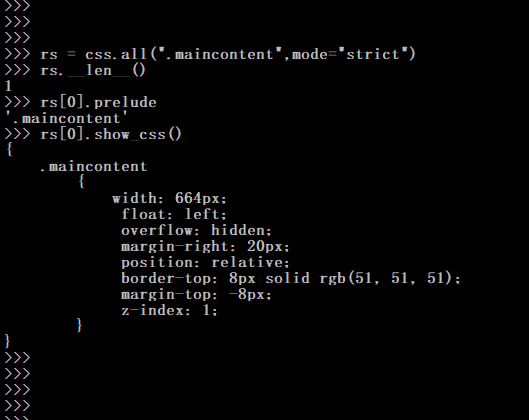 >>>
>>>
>>>
>>> rs = css.all(".maincontent",mode="strict")
>>> rs.__len__()
1
>>> rs[0].prelude
'.maincontent'
>>> rs[0].show_css()
{
    .maincontent
        {
            width: 664px;
             float: left;
             overflow: hidden;
             margin-right: 20px;
             position: relative;
             border-top: 8px solid rgb(51, 51, 51);
             margin-top: -8px;
             z-index: 1;
        }
}
>>>
>>>
>>>
>>>
>>>